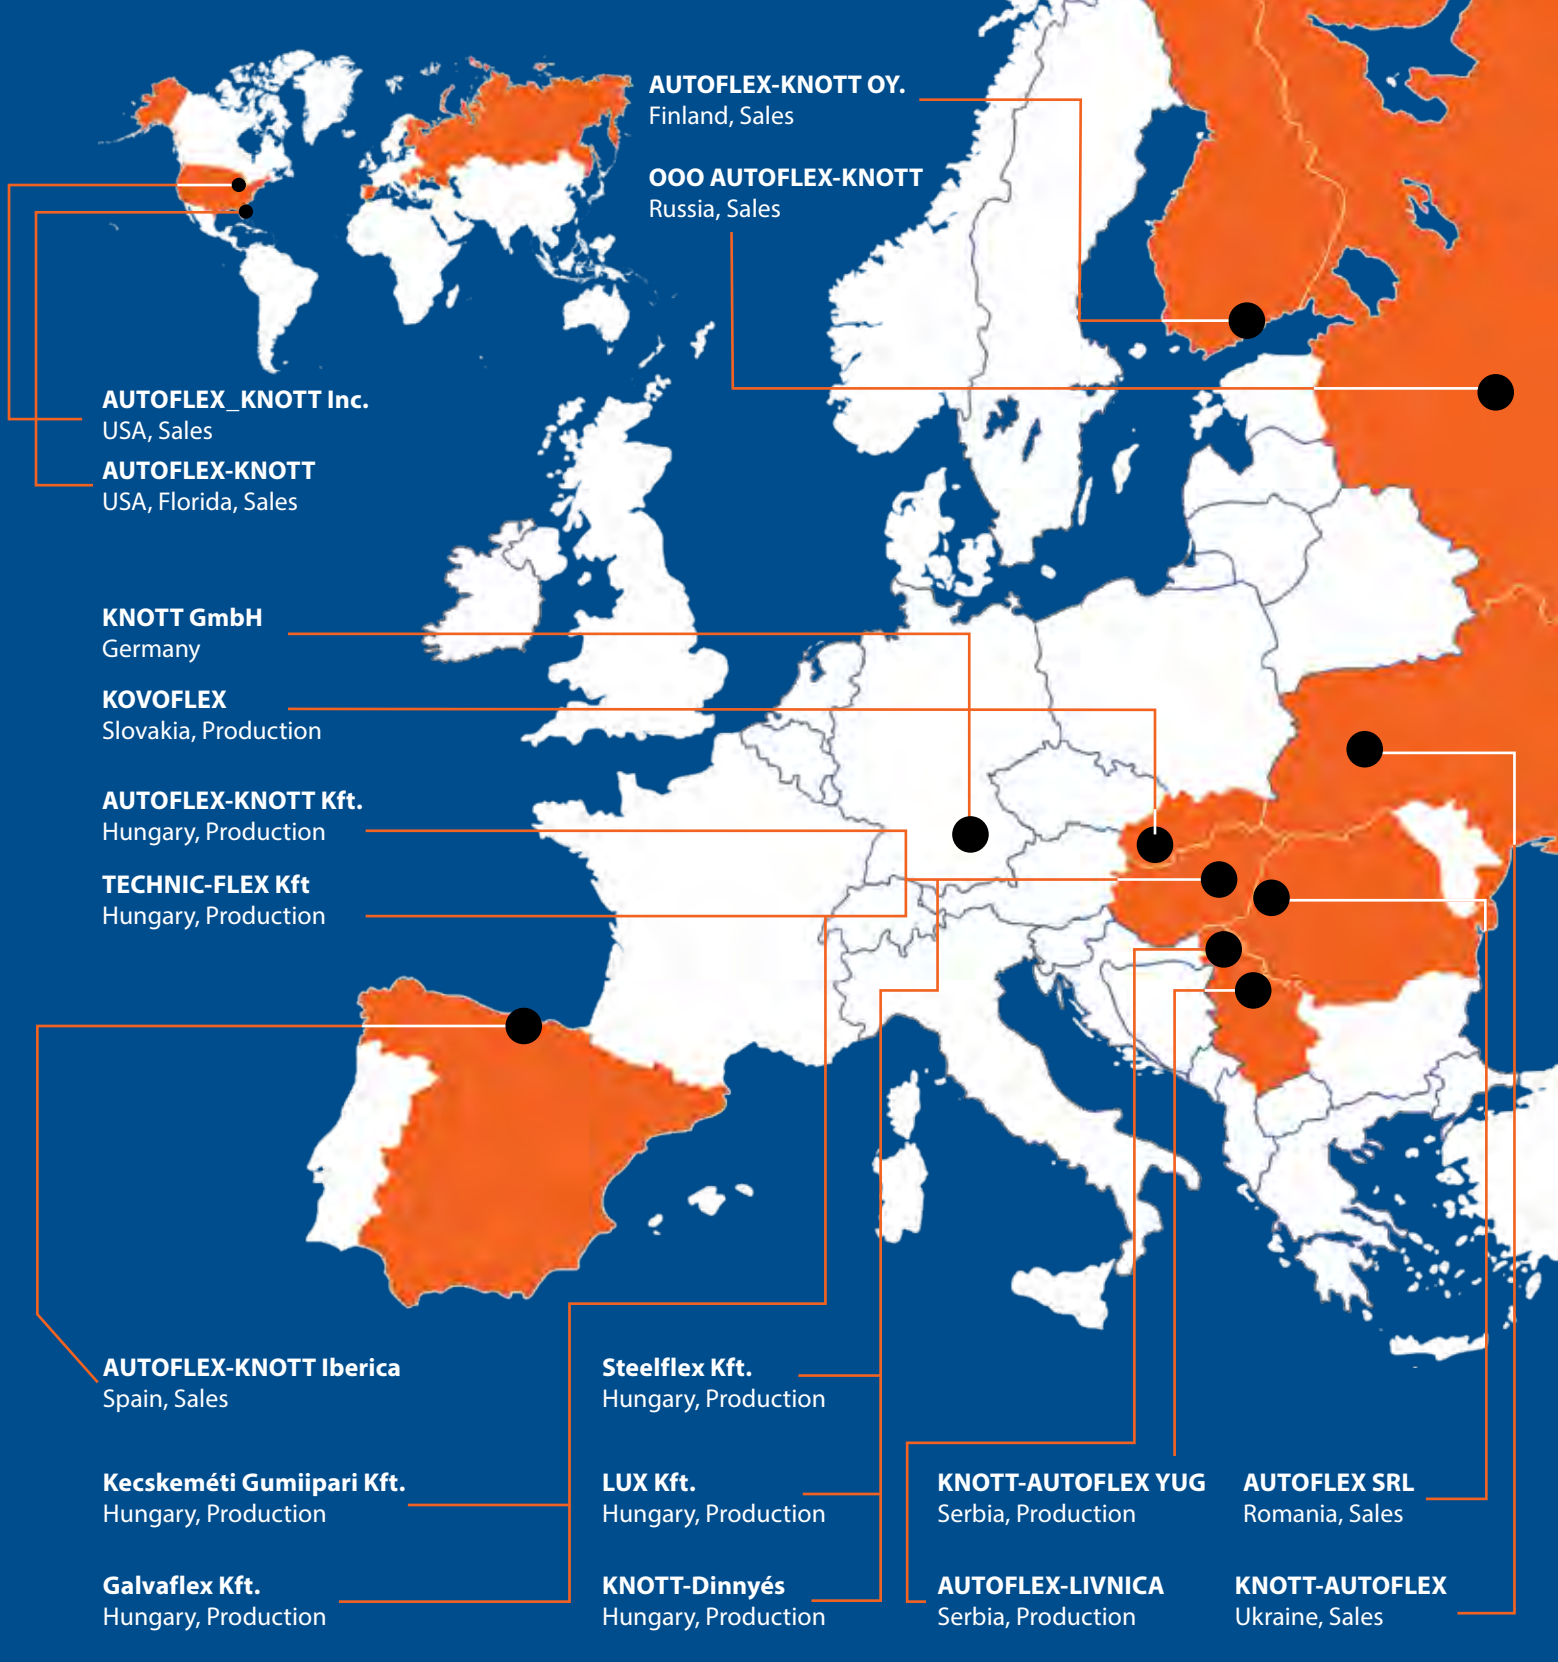 AUTOFLEX-KNOTT OY.
Finland, Sales
OOO AUTOFLEX-KNOTT
Russia, Sales
AUTOFLEX_KNOTT Inc.
USA, Sales
AUTOFLEX-KNOTT
USA, Florida, Sales
KNOTT GmbH
Germany
KOVOFLEX
Slovakia, Production
AUTOFLEX-KNOTT Kft.
Hungary, Production
TECHNIC-FLEX Kft
Hungary, Production
AUTOFLEX-KNOTT Iberica
Spain, Sales
Steelflex Kft.
Hungary, Production
Kecskeméti Gumiipari Kft.
Hungary, Production
LUX Kft.
Hungary, Production
KNOTT-AUTOFLEX YUG
Serbia, Production
AUTOFLEX SRL
Romania, Sales
Galvaflex Kft.
Hungary, Production
KNOTT-Dinnyés
Hungary, Production
AUTOFLEX-LIVNICA
Serbia, Production
KNOTT-AUTOFLEX
Ukraine, Sales